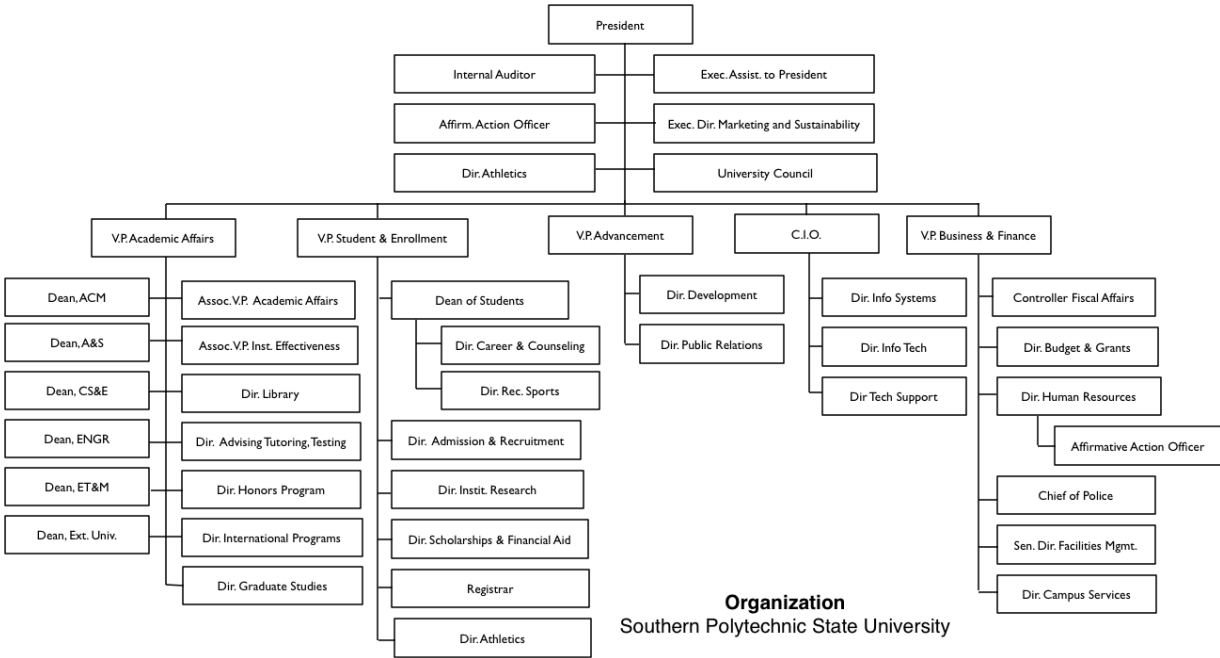 President
Internal Auditor
Exec. Assist. to President
Affirm. Action Officer
Exec. Dir. Marketing and Sustainability
Dir. Athletics
University Council
V.P. Academic Affairs
V.P. Student & Enrollment
V.P. Advancement
C.I.O.
V.P. Business & Finance
Dean, ACM
Dean, A&S
Dean, CS&E
Dean, ENGR
Dean, ET&M
Dean, Ext. Univ.
Assoc. V.P. Academic Affairs
Assoc. V.P. Inst. Effectiveness
Dir. Library
Dir. Advising Tutoring, Testing
Dir. Honors Program
Dir. International Programs
Dir. Graduate Studies
Dean of Students
Dir. Career & Counseling
Dir. Rec. Sports
Dir. Admission & Recruitment
Dir. Instit. Research
Dir. Scholarships & Financial Aid
Registrar
Dir. Athletics
Dir. Development
Dir. Public Relations
Dir. Info Systems
Dir. Info Tech
Dir Tech Support
Controller Fiscal Affairs
Dir. Budget & Grants
Dir. Human Resources
Affirmative Action Officer
Chief of Police
Sen. Dir. Facilities Mgmt.
Dir. Campus Services
Organization
Southern Polytechnic State University